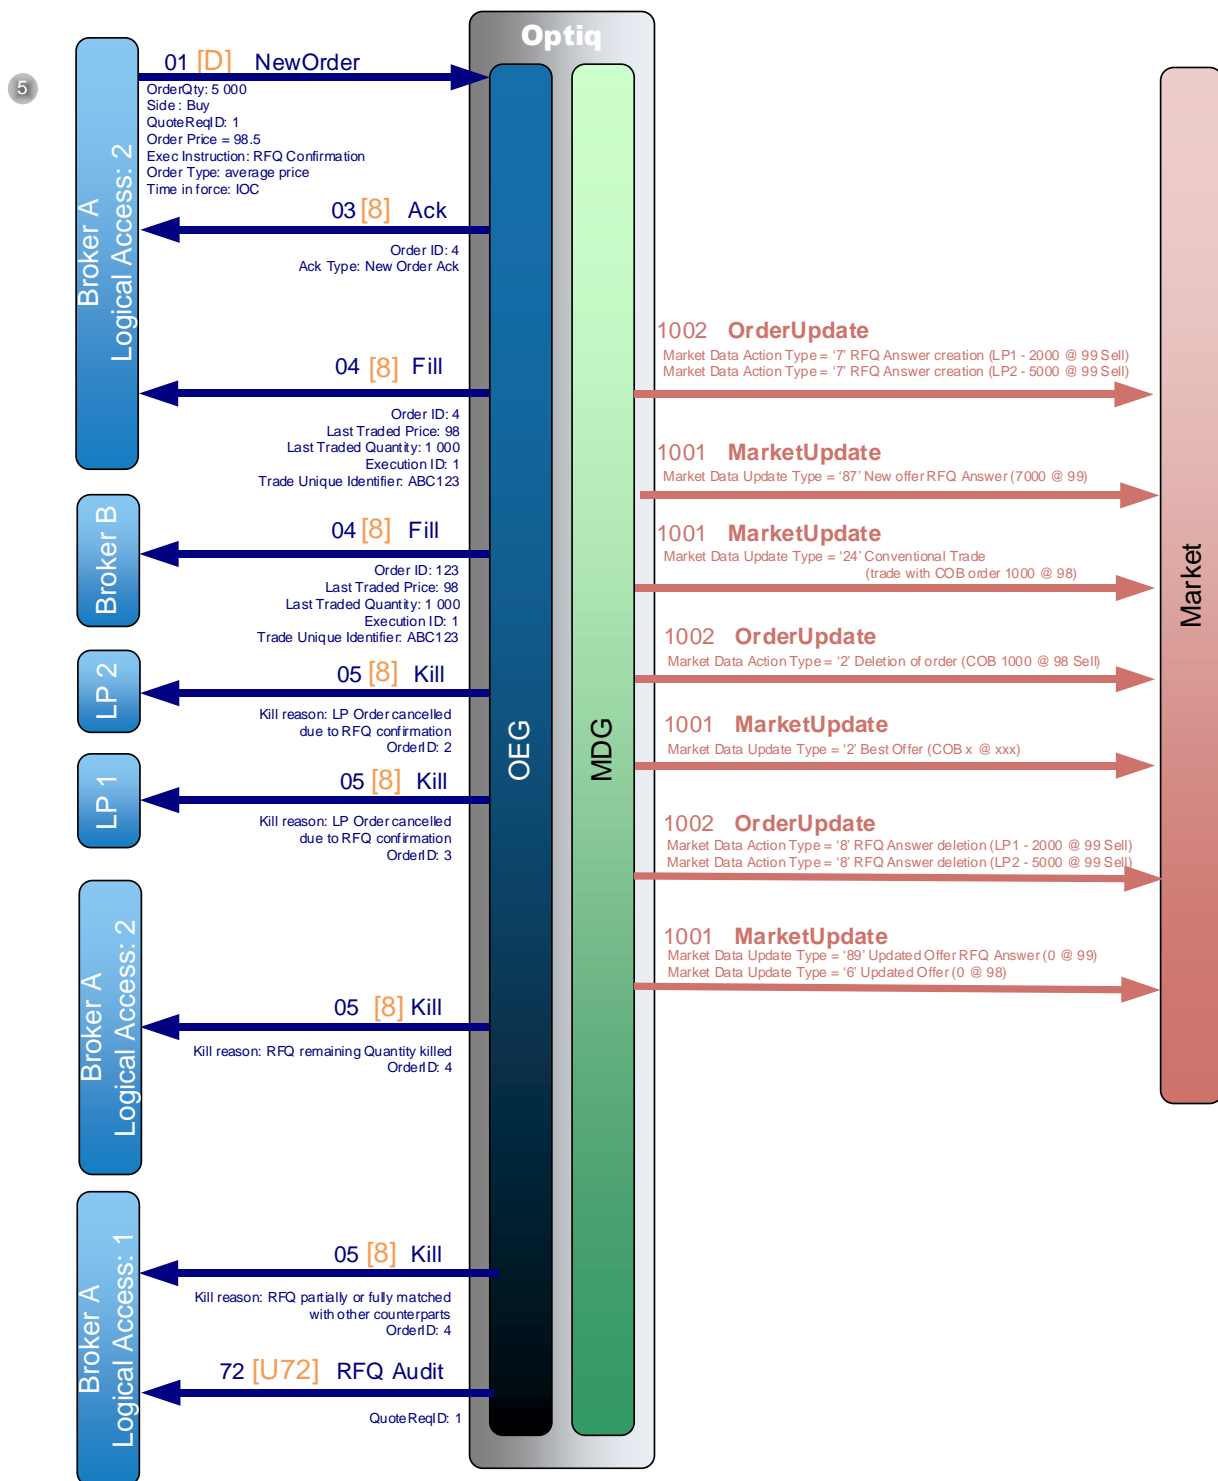 Optiq
5
01 [D] NewOrder
OrderQty: 5 000
Side : Buy
QuoteReqID: 1
Order Price = 98.5
Exec Instruction: RFQ Confirmation
Order Type: average price
Time in force: IOC
Broker A
Logical Access: 2
03 [8] Ack
Order ID: 4
Ack Type: New Order Ack
04 [8] Fill
Order ID: 4
Last Traded Price: 98
Last Traded Quantity: 1 000
Execution ID: 1
Trade Unique Identifier: ABC123
Broker B
04 [8] Fill
Order ID: 123
Last Traded Price: 98
Last Traded Quantity: 1 000
Execution ID: 1
Trade Unique Identifier: ABC123
LP 2
05 [8] Kill
Kill reason: LP Order cancelled
due to RFQ confirmation
OrderID: 2
LP 1
05 [8] Kill
Kill reason: LP Order cancelled
due to RFQ confirmation
OrderID: 3
Broker A
Logical Access: 2
05 [8] Kill
Kill reason: RFQ remaining Quantity killed
OrderID: 4
Broker A
Logical Access: 1
05 [8] Kill
Kill reason: RFQ partially or fully matched
with other counterparts
OrderID: 4
72 [U72] RFQ Audit
QuoteReqID: 1
OEG
MDG
1002 OrderUpdate
Market Data Action Type = ‘7’ RFQ Answer creation (LP1 - 2000 @ 99 Sell)
Market Data Action Type = ‘7’ RFQ Answer creation (LP2 - 5000 @ 99 Sell)
1001 MarketUpdate
Market Data Update Type = ‘87’ New offer RFQ Answer (7000 @ 99)
1001 MarketUpdate
Market Data Update Type = ‘24’ Conventional Trade
(trade with COB order 1000 @ 98)
1002 OrderUpdate
Market Data Action Type = ‘2’ Deletion of order (COB 1000 @ 98 Sell)
1001 MarketUpdate
Market Data Update Type = ‘2’ Best Offer (COB x @ xxx)
1002 OrderUpdate
Market Data Action Type = ‘8’ RFQ Answer deletion (LP1 - 2000 @ 99 Sell)
Market Data Action Type = ‘8’ RFQ Answer deletion (LP2 - 5000 @ 99 Sell)
1001 MarketUpdate
Market Data Update Type = ‘89’ Updated Offer RFQ Answer (0 @ 99)
Market Data Update Type = ‘6’ Updated Offer (0 @ 98)
Market